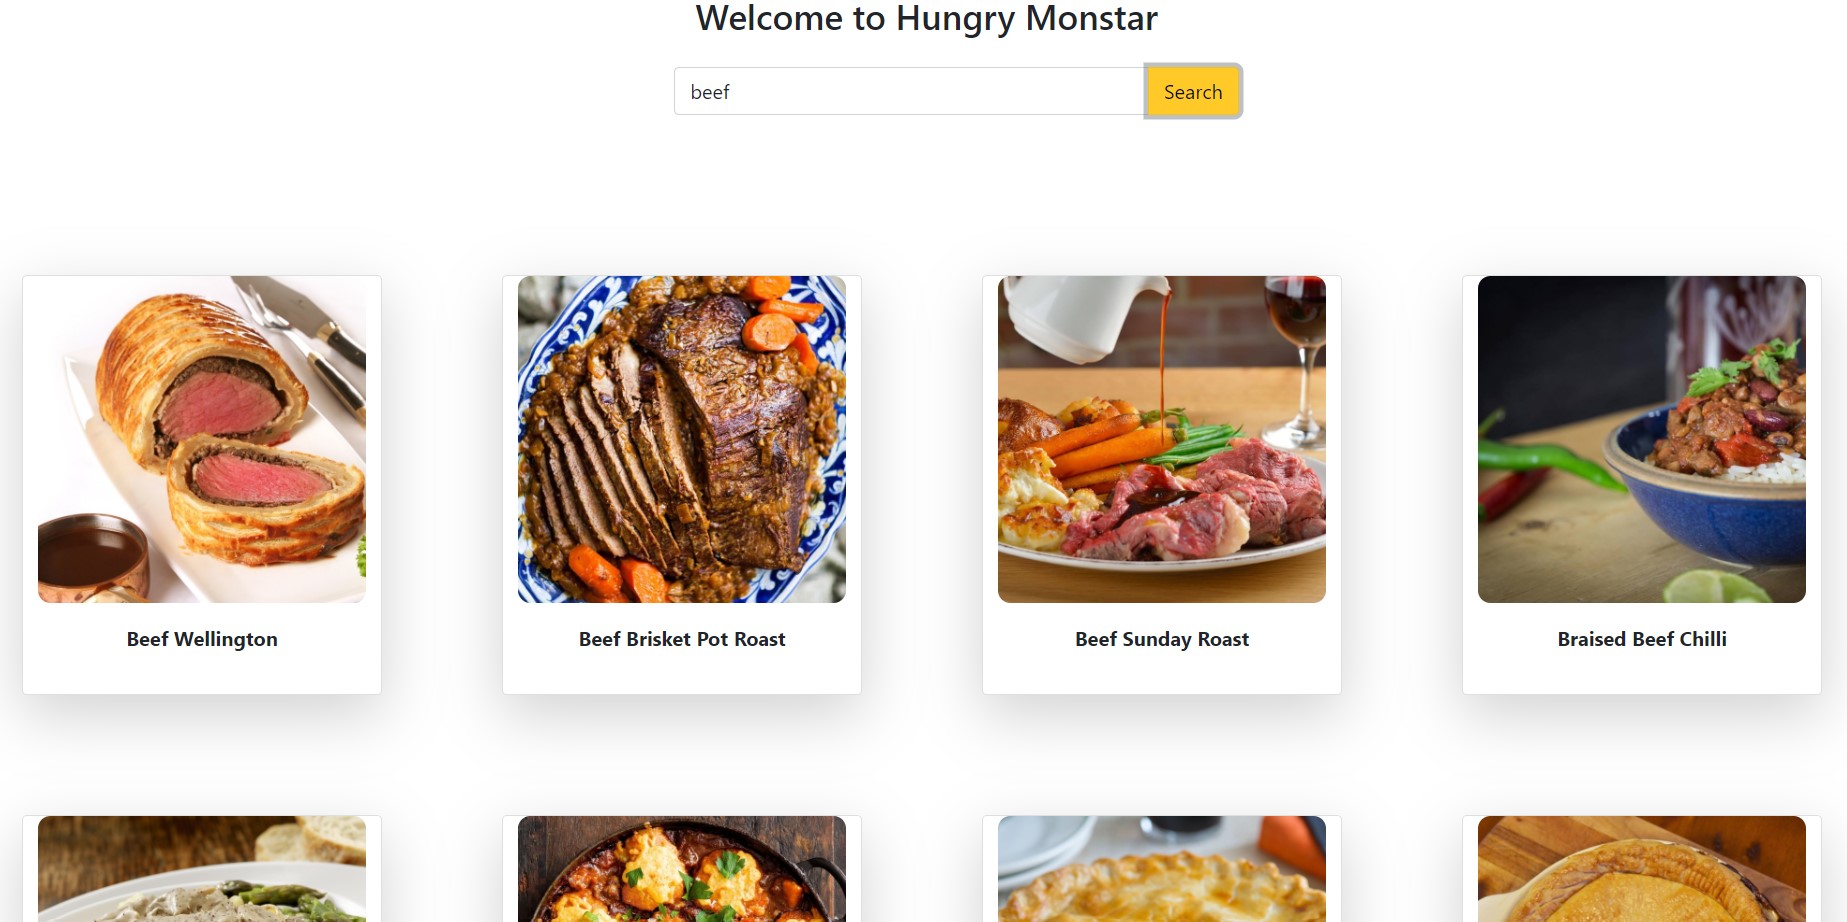 Welcome to Hungry Monstar
beef
Search
Beef Wellington
Beef Brisket Pot Roast
Beef Sunday Roast
Braised Beef Chilli